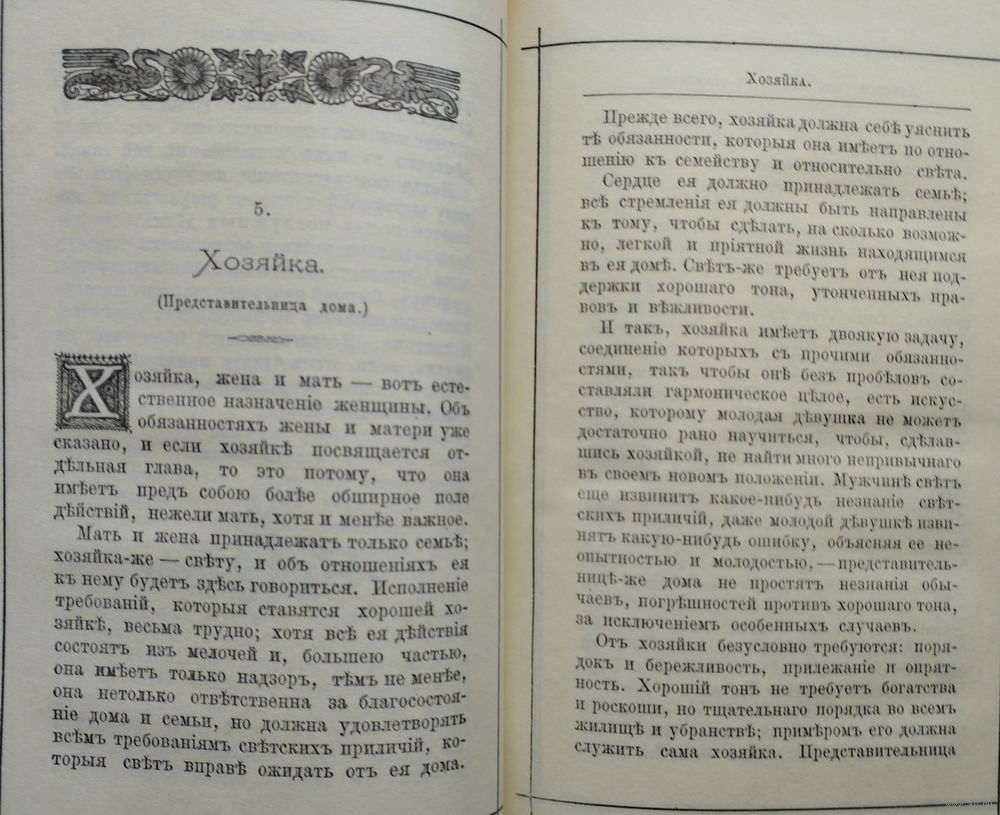 5.
Хозяйка.
(Представительница дома.)
Хозяйка, жена и мать — вотъ есте-
ственное назначеніе женщины. Объ
обязанностяхъ жены и матери уже
сказано, и если хозяйкѣ посвящается от-
дѣльная глава, то это потому, что она
имѣетъ предъ собою болѣе обширное поле
дѣйствій, нежели мать, хотя и менѣе важное.
Мать и жена принадлежатъ только семьѣ;
хозяйка-же — свѣту, и объ отношеніяхъ ея
къ нему будетъ здѣсь говориться. Исполненіе
требованій, которыя ставятся хорошей хо-
зяйкѣ, весьма трудно; хотя всѣ ея дѣйствія
состоятъ изъ мелочей и, большею частью,
она имѣетъ только надзоръ, тѣмъ не менѣе,
она нетолько отвѣтственна за благосостоя-
ніе дома и семьи, но должна удовлетворять
всѣмъ требованіямъ свѣтскихъ приличій, ко-
торыя свѣтъ вправѣ ожидать отъ ея дома.
Хозяйка.
Прежде всего, хозяйка должна себѣ уяснить
тѣ обязанности, которыя она имѣетъ по отно-
шенію къ семейству и относительно свѣта.
Сердце ея должно принадлежать семьѣ;
всѣ стремленія ея должны быть направлены
къ тому, чтобы сдѣлать, на сколько возмож-
но, легкой и пріятной жизнь находящимся
въ ея домѣ. Свѣтъ-же требуетъ отъ нея под-
держки хорошаго тона, утонченныхъ нра-
вовъ и вѣжливости.
И такъ, хозяйка имѣетъ двоякую задачу,
соединеніе которыхъ съ прочими обязанно-
стями, такъ чтобы онѣ безъ пробѣловъ со-
ставляли гармоническое цѣлое, есть искус-
ство, которому молодая дѣвушка не можетъ
достаточно рано научиться, чтобы, сдѣлав-
шись хозяйкой, не найти много непривычнаго
въ своемъ новомъ положеніи. Мужчинѣ свѣтъ
еще извинитъ какое-нибудь незнаніе свѣт-
скихъ приличій, даже молодой дѣвушкѣ изви-
нятъ какую-нибудь ошибку, объясняя ее не-
опытностью и молодостью, — представитель-
ницѣ-же дома не простятъ незнанія обы-
чаевъ, погрѣшностей противъ хорошаго тона,
за исключеніемъ особенныхъ случаевъ.
Отъ хозяйки безусловно требуются: поря-
докъ и бережливость, прилежаніе и опрят-
ность. Хорошій тонъ не требуетъ богатства
и роскоши, но тщательнаго порядка во всемъ
жилищѣ и убранствѣ; примѣромъ его должна
служить сама хозяйка. Представительница